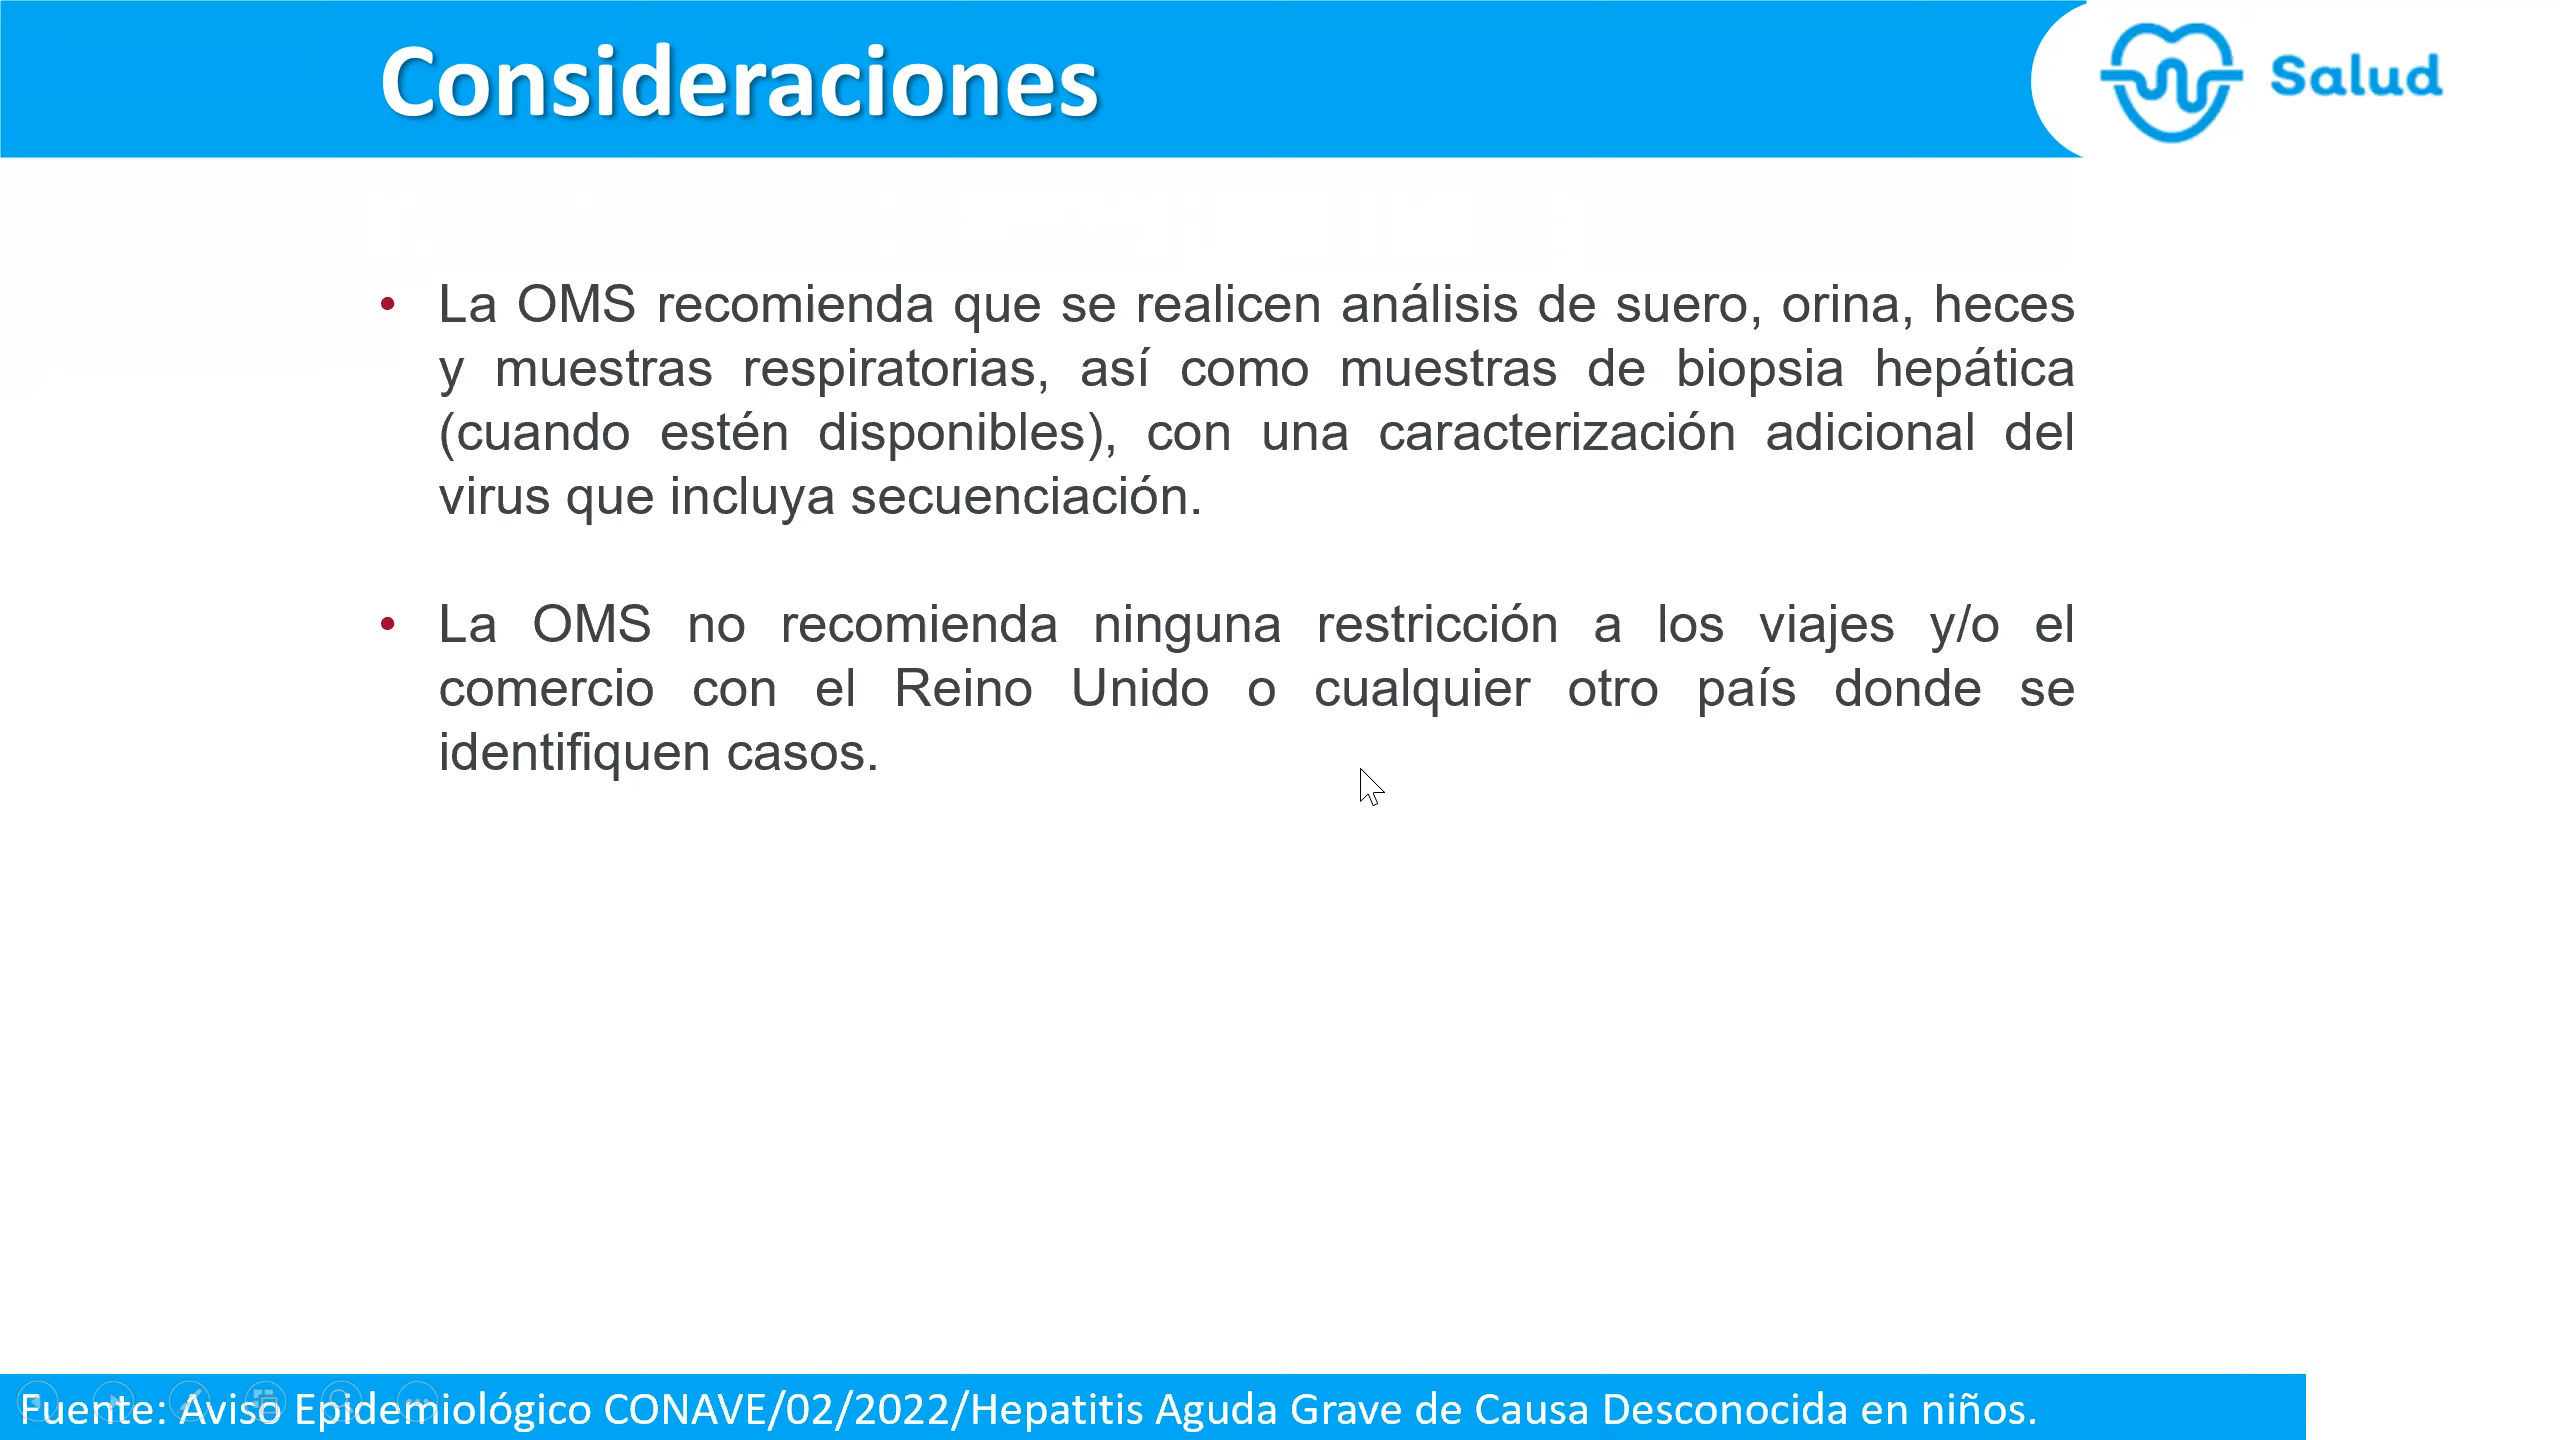 Consideraciones
Salud
• La OMS recomienda que se realicen análisis de suero, orina, heces
y muestras respiratorias, así como muestras de biopsia hepática
(cuando estén disponibles), con una caracterización adicional del
virus que incluya secuenciación.
• La OMS no recomienda ninguna restricción a los viajes y/o el
comercio con el Reino Unido o cualquier otro país donde se
identifiquen casos.
Fuente: Aviso Epidemiológico CONAVE/02/2022/Hepatitis Aguda Grave de Causa Desconocida en niños.